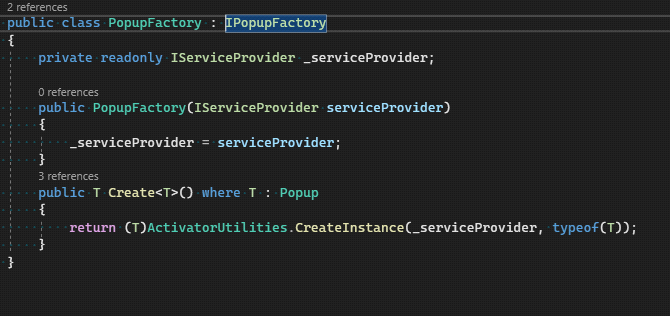 2 references
public class PopupFactory : IPopupFactory
{
private readonly IServiceProvider _serviceProvider;
0 references
public PopupFactory(IServiceProvider serviceProvider)
{
_serviceProvider = serviceProvider;
}
3 references
public T Create<T>() where T : Popup
{
return (T)ActivatorUtilities.CreateInstance(_serviceProvider, typeof(T));
}
}